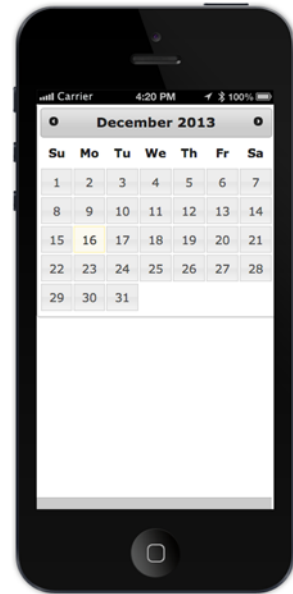 Carrier 4:20 PM 100%
December 2013
Su Mo Tu We Th Fr Sa
1 2 3 4 5 6 7
8 9 10 11 12 13 14
15 16 17 18 19 20 21
22 23 24 25 26 27 28
29 30 31